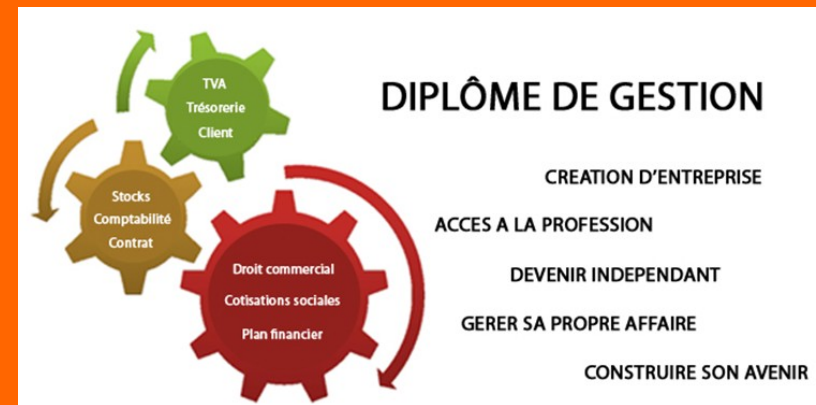 TVA
Trésorerie
Client
Stocks
Comptabilité
Contrat
Droit commercial
Cotisations sociales
Plan financier
DIPLÔME DE GESTION
CREATION D'ENTREPRISE
ACCES A LA PROFESSION
DEVENIR INDEPENDANT
GERER SA PROPRE AFFAIRE
CONSTRUIRE SON AVENIR